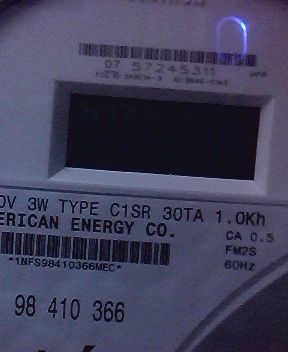 07 57245311
0V 3W TYPE C1SR 30TA 1.0Kh
ERICAN ENERGY CO.
CA 0.5
FM2S
*1NFS98410366MEC*
60Hz
98 410 366